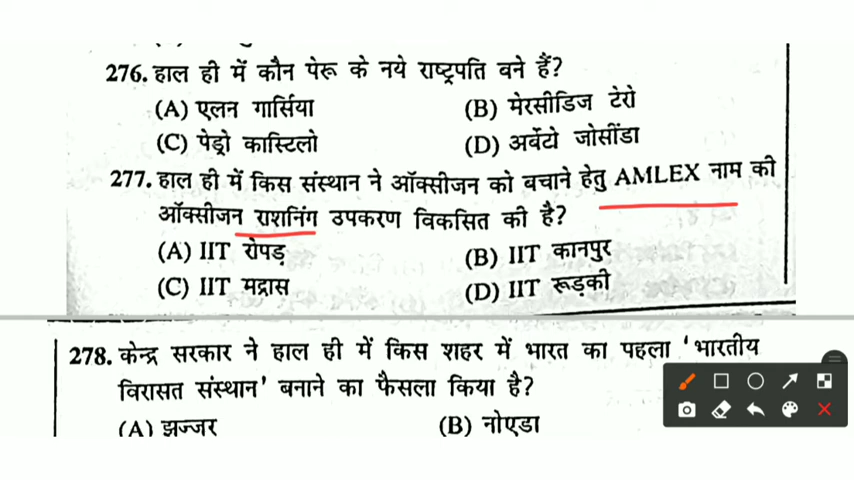 276. हाल ही में कौन पेरू के नये राष्ट्रपति बने हैं?
(A) एलन गार्सिया (B) मेरसीडिज टेरो
(C) पेड्रो कास्टिलो (D) अर्बेटो जोसींडा
277. हाल ही में किस संस्थान ने ऑक्सीजन को बचाने हेतु AMLEX नाम की
ऑक्सीजन राशनिंग उपकरण विकसित की है?
(A) IIT रोपड़ (B) IIT कानपुर
(C) IIT मद्रास (D) IIT रूड़की
278. केन्द्र सरकार ने हाल ही में किस शहर में भारत का पहला 'भारतीय
विरासत संस्थान' बनाने का फैसला किया है?
(A) झज्जर (B) नोएडा